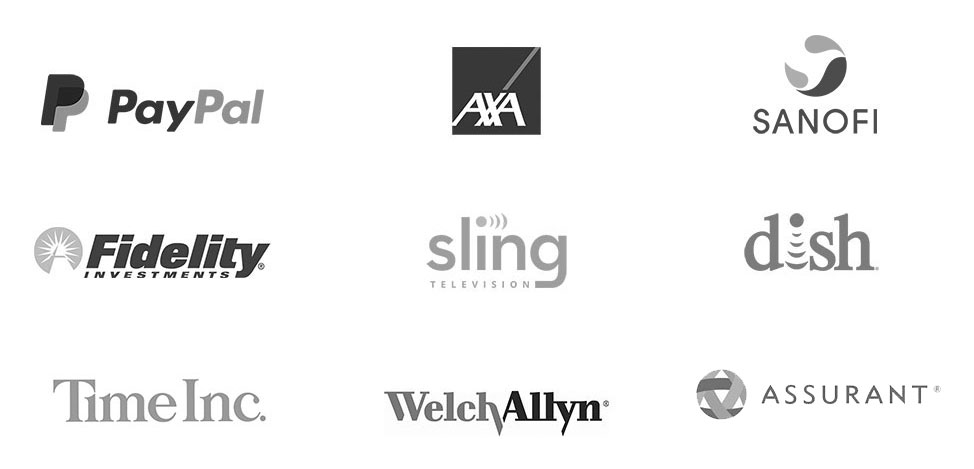 PayPal
AXA
SANOFI
Fidelity
INVESTMENTS®
sling
TELEVISION
dish
Time Inc.
WelchAllyn®
ASSURANT®